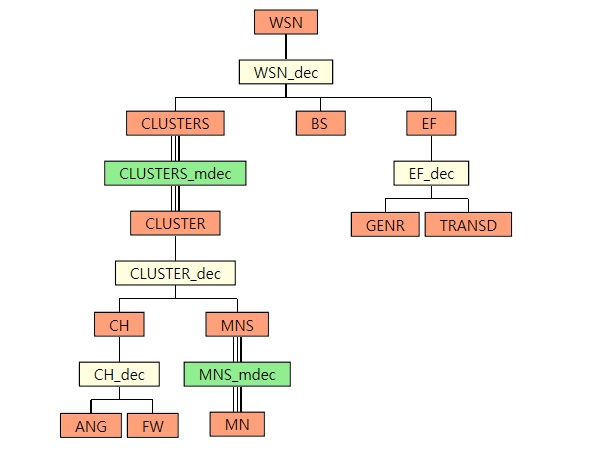 WSN
WSN_dec
CLUSTERS
BS
EF
CLUSTERS_mdec
EF_dec
CLUSTER
GENR
TRANSD
CLUSTER_dec
CH
MNS
CH_dec
MNS_mdec
ANG
FW
MN